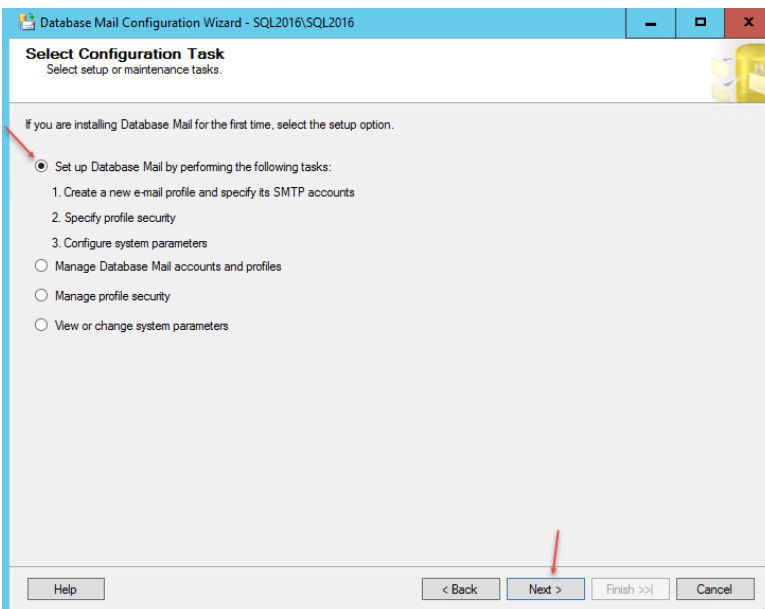 Database Mail Configuration Wizard - SQL2016\SQL2016
Select Configuration Task
Select setup or maintenance tasks.
If you are installing Database Mail for the first time, select the setup option.
Set up Database Mail by performing the following tasks:
1. Create a new e-mail profile and specify its SMTP accounts
2. Specify profile security
3. Configure system parameters
Manage Database Mail accounts and profiles
Manage profile security
View or change system parameters
Help < Back Next > Finish >>| Cancel